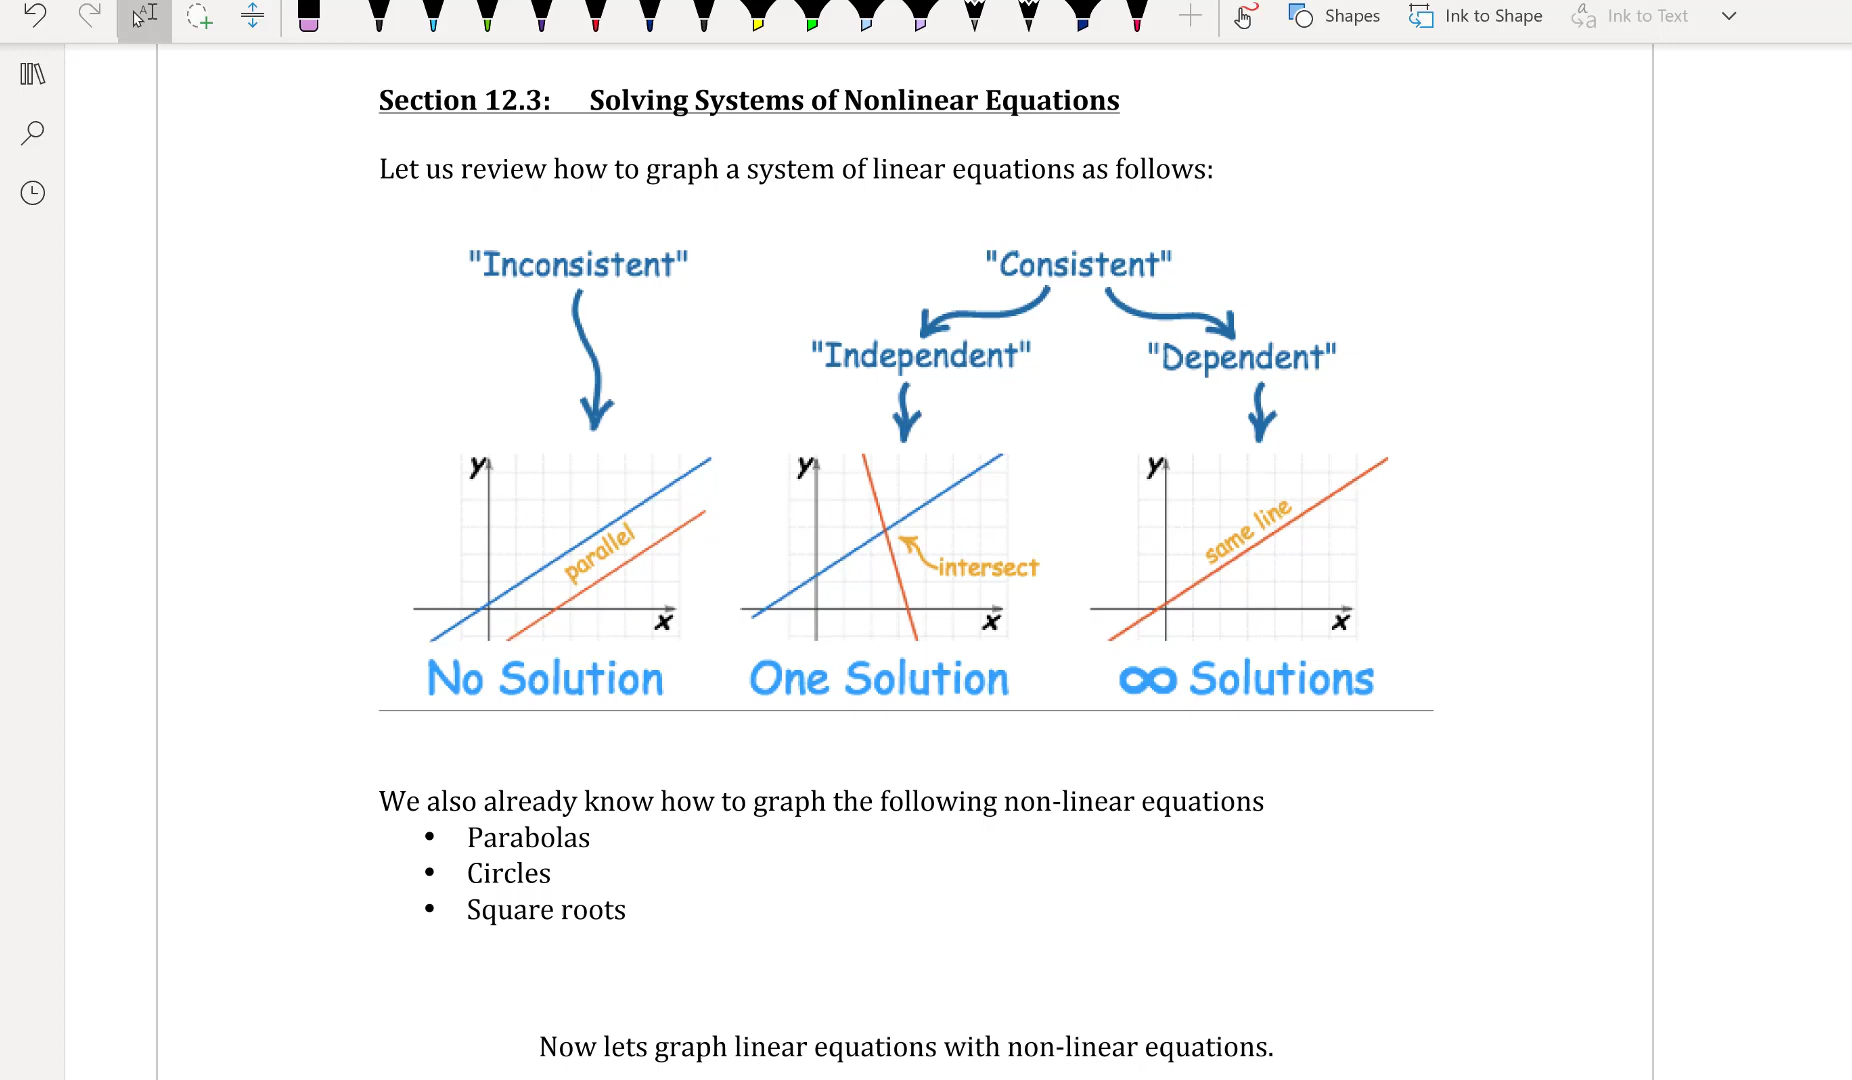 Shapes Ink to Shape Ink to Text
Section 12.3: Solving Systems of Nonlinear Equations
Let us review how to graph a system of linear equations as follows:
"Inconsistent" "Consistent"
"Independent" "Dependent"
y y y
parallel intersect same line
x x x
No Solution One Solution ∞ Solutions
We also already know how to graph the following non-linear equations
• Parabolas
• Circles
• Square roots
Now lets graph linear equations with non-linear equations.